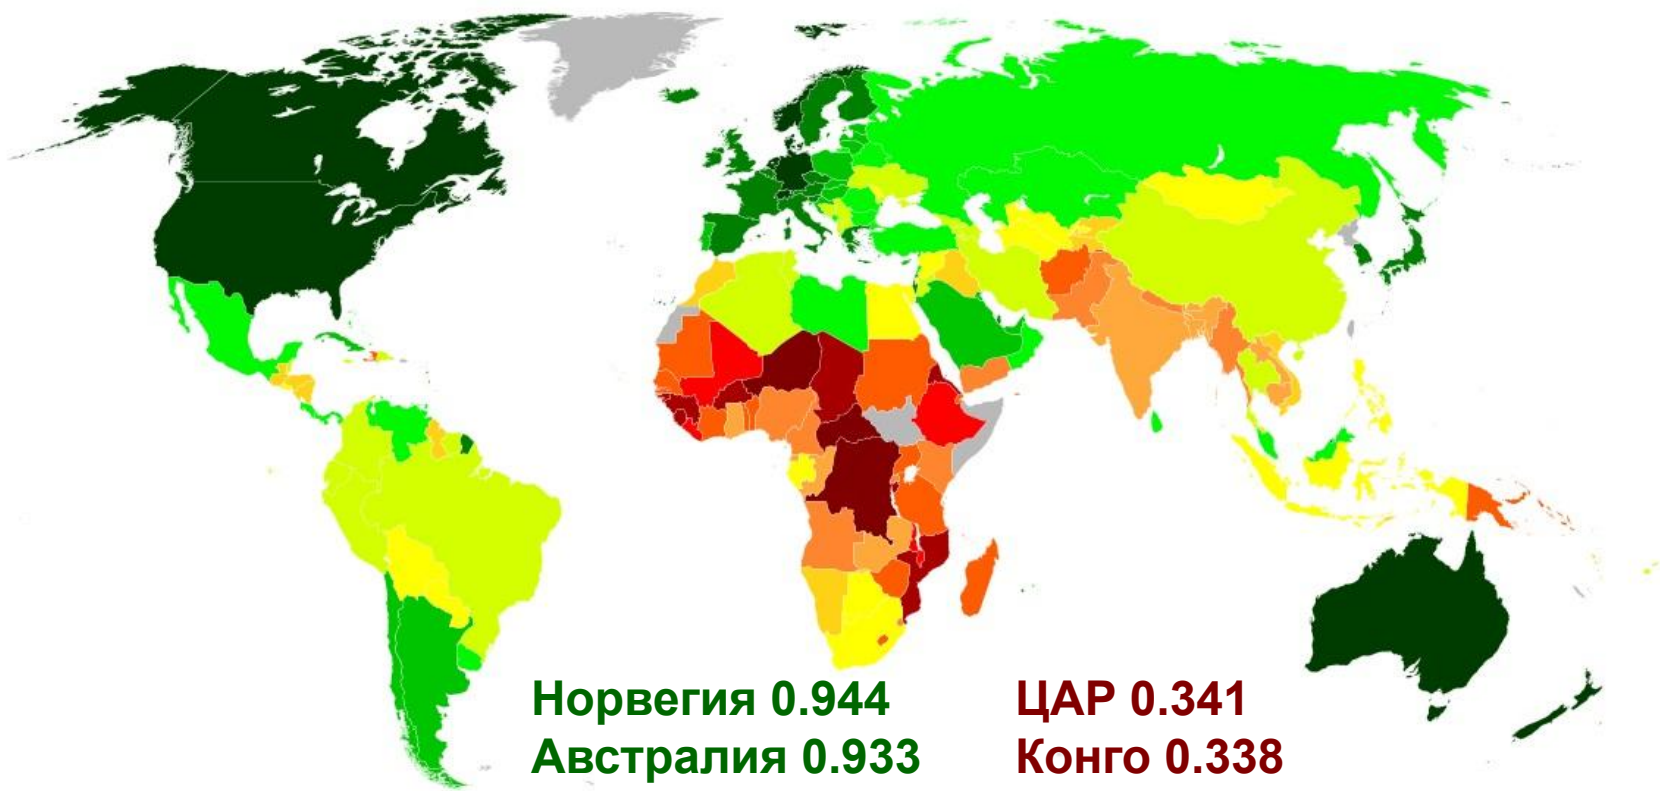 Норвегия 0.944
Австралия 0.933
ЦАР 0.341
Конго 0.338